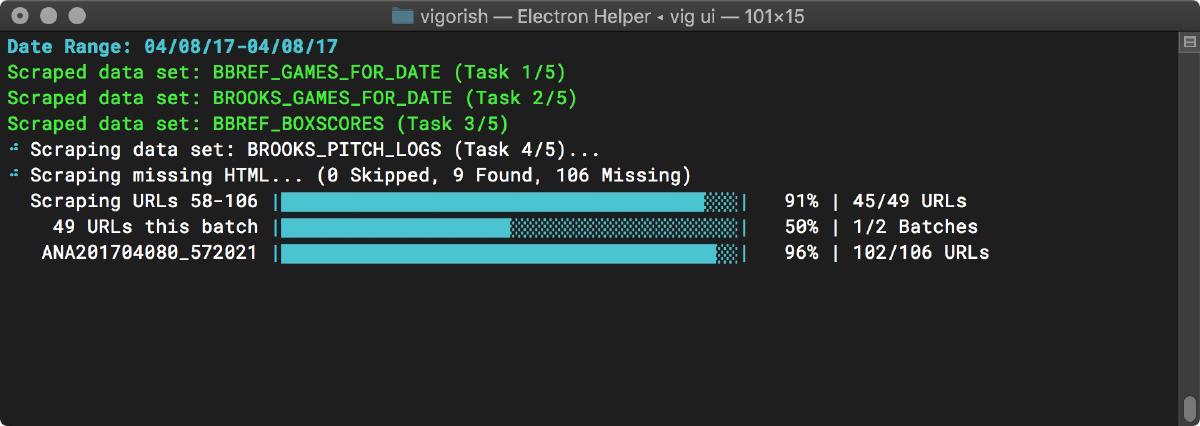 vigorish — Electron Helper ◂ vig ui — 101×15
Date Range: 04/08/17-04/08/17
Scraped data set: BBREF_GAMES_FOR_DATE (Task 1/5)
Scraped data set: BROOKS_GAMES_FOR_DATE (Task 2/5)
Scraped data set: BBREF_BOXSCORES (Task 3/5)
Scraping data set: BROOKS_PITCH_LOGS (Task 4/5)...
Scraping missing HTML... (0 Skipped, 9 Found, 106 Missing)
Scraping URLs 58-106 | | 91% | 45/49 URLs
49 URLs this batch | | 50% | 1/2 Batches
ANA201704080_572021 | | 96% | 102/106 URLs